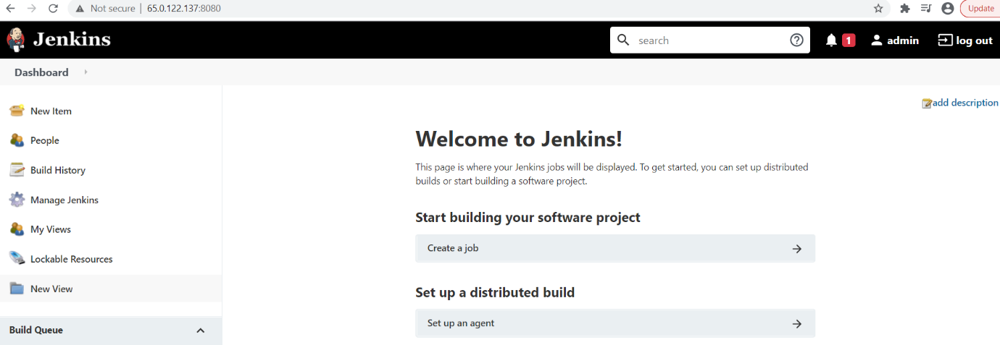 Not secure | 65.0.122.137:8080
Update
Jenkins
search
1
admin
log out
Dashboard
New Item
People
Build History
Manage Jenkins
My Views
Lockable Resources
New View
Build Queue
add description
Welcome to Jenkins!
This page is where your Jenkins jobs will be displayed. To get started, you can set up distributed
builds or start building a software project.
Start building your software project
Create a job
Set up a distributed build
Set up an agent